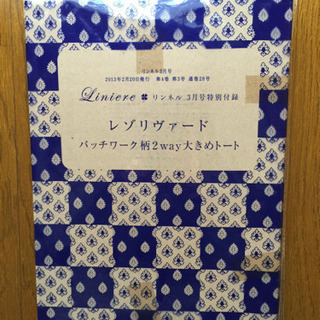 リンネル3月号
2013年2月20日発行 第4巻 第3号 通巻28号
Liniere リンネル 3月号特別付録
レゾリヴァード
パッチワーク柄2way大きめトート